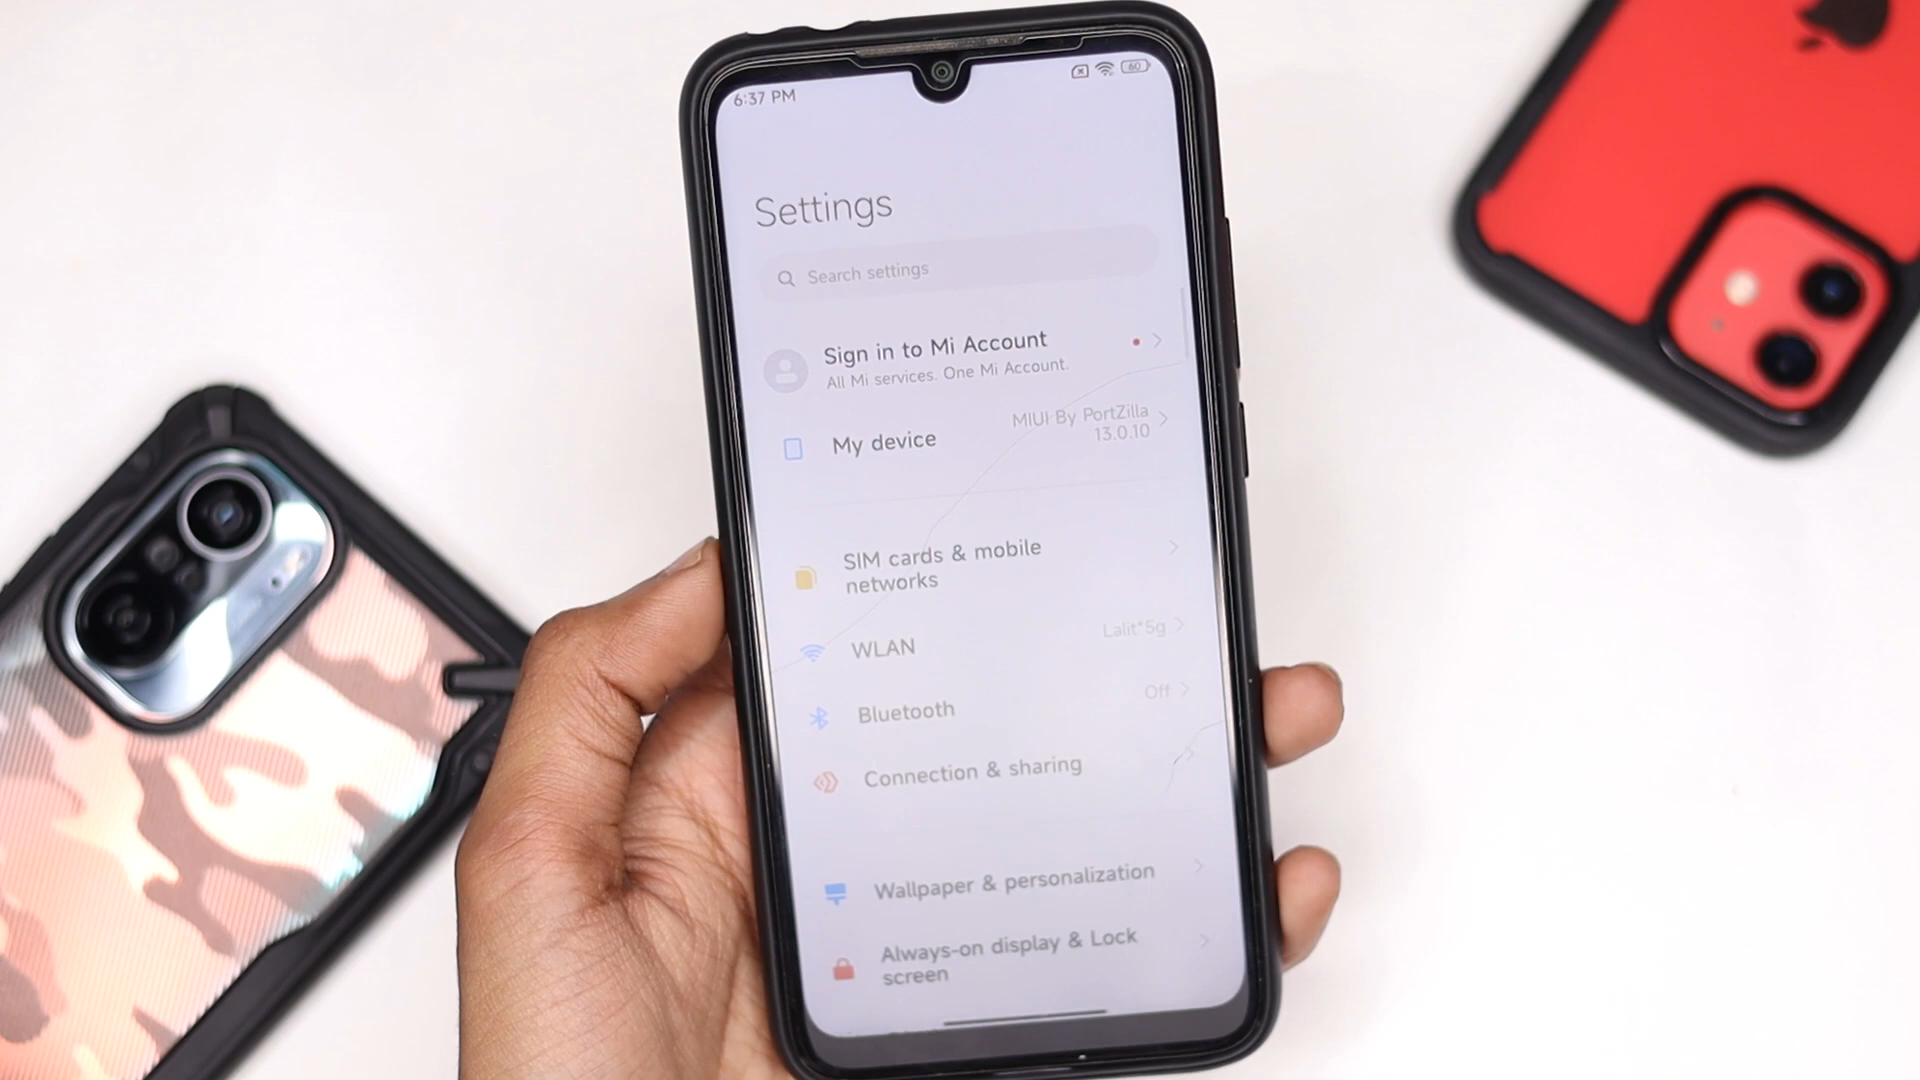 6:37 PM
60
Settings
Search settings
Sign in to Mi Account
All Mi services. One Mi Account.
My device
MIUI By PortZilla
13.0.10
SIM cards & mobile
networks
WLAN
Lalit*5g
Bluetooth
Off
Connection & sharing
Wallpaper & personalization
Always-on display & Lock
screen